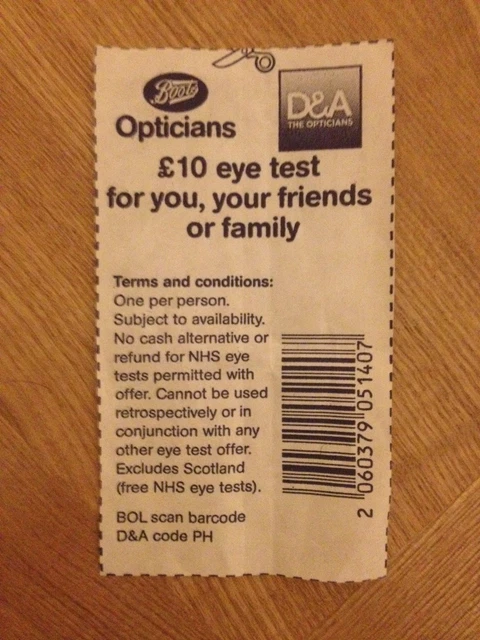 Boots
Opticians
D&A
THE OPTICIANS
£10 eye test
for you, your friends
or family
Terms and conditions:
One per person.
Subject to availability.
No cash alternative or
refund for NHS eye
tests permitted with
offer. Cannot be used
retrospectively or in
conjunction with any
other eye test offer.
Excludes Scotland
(free NHS eye tests).
BOL scan barcode
D&A code PH
2 060379 051407